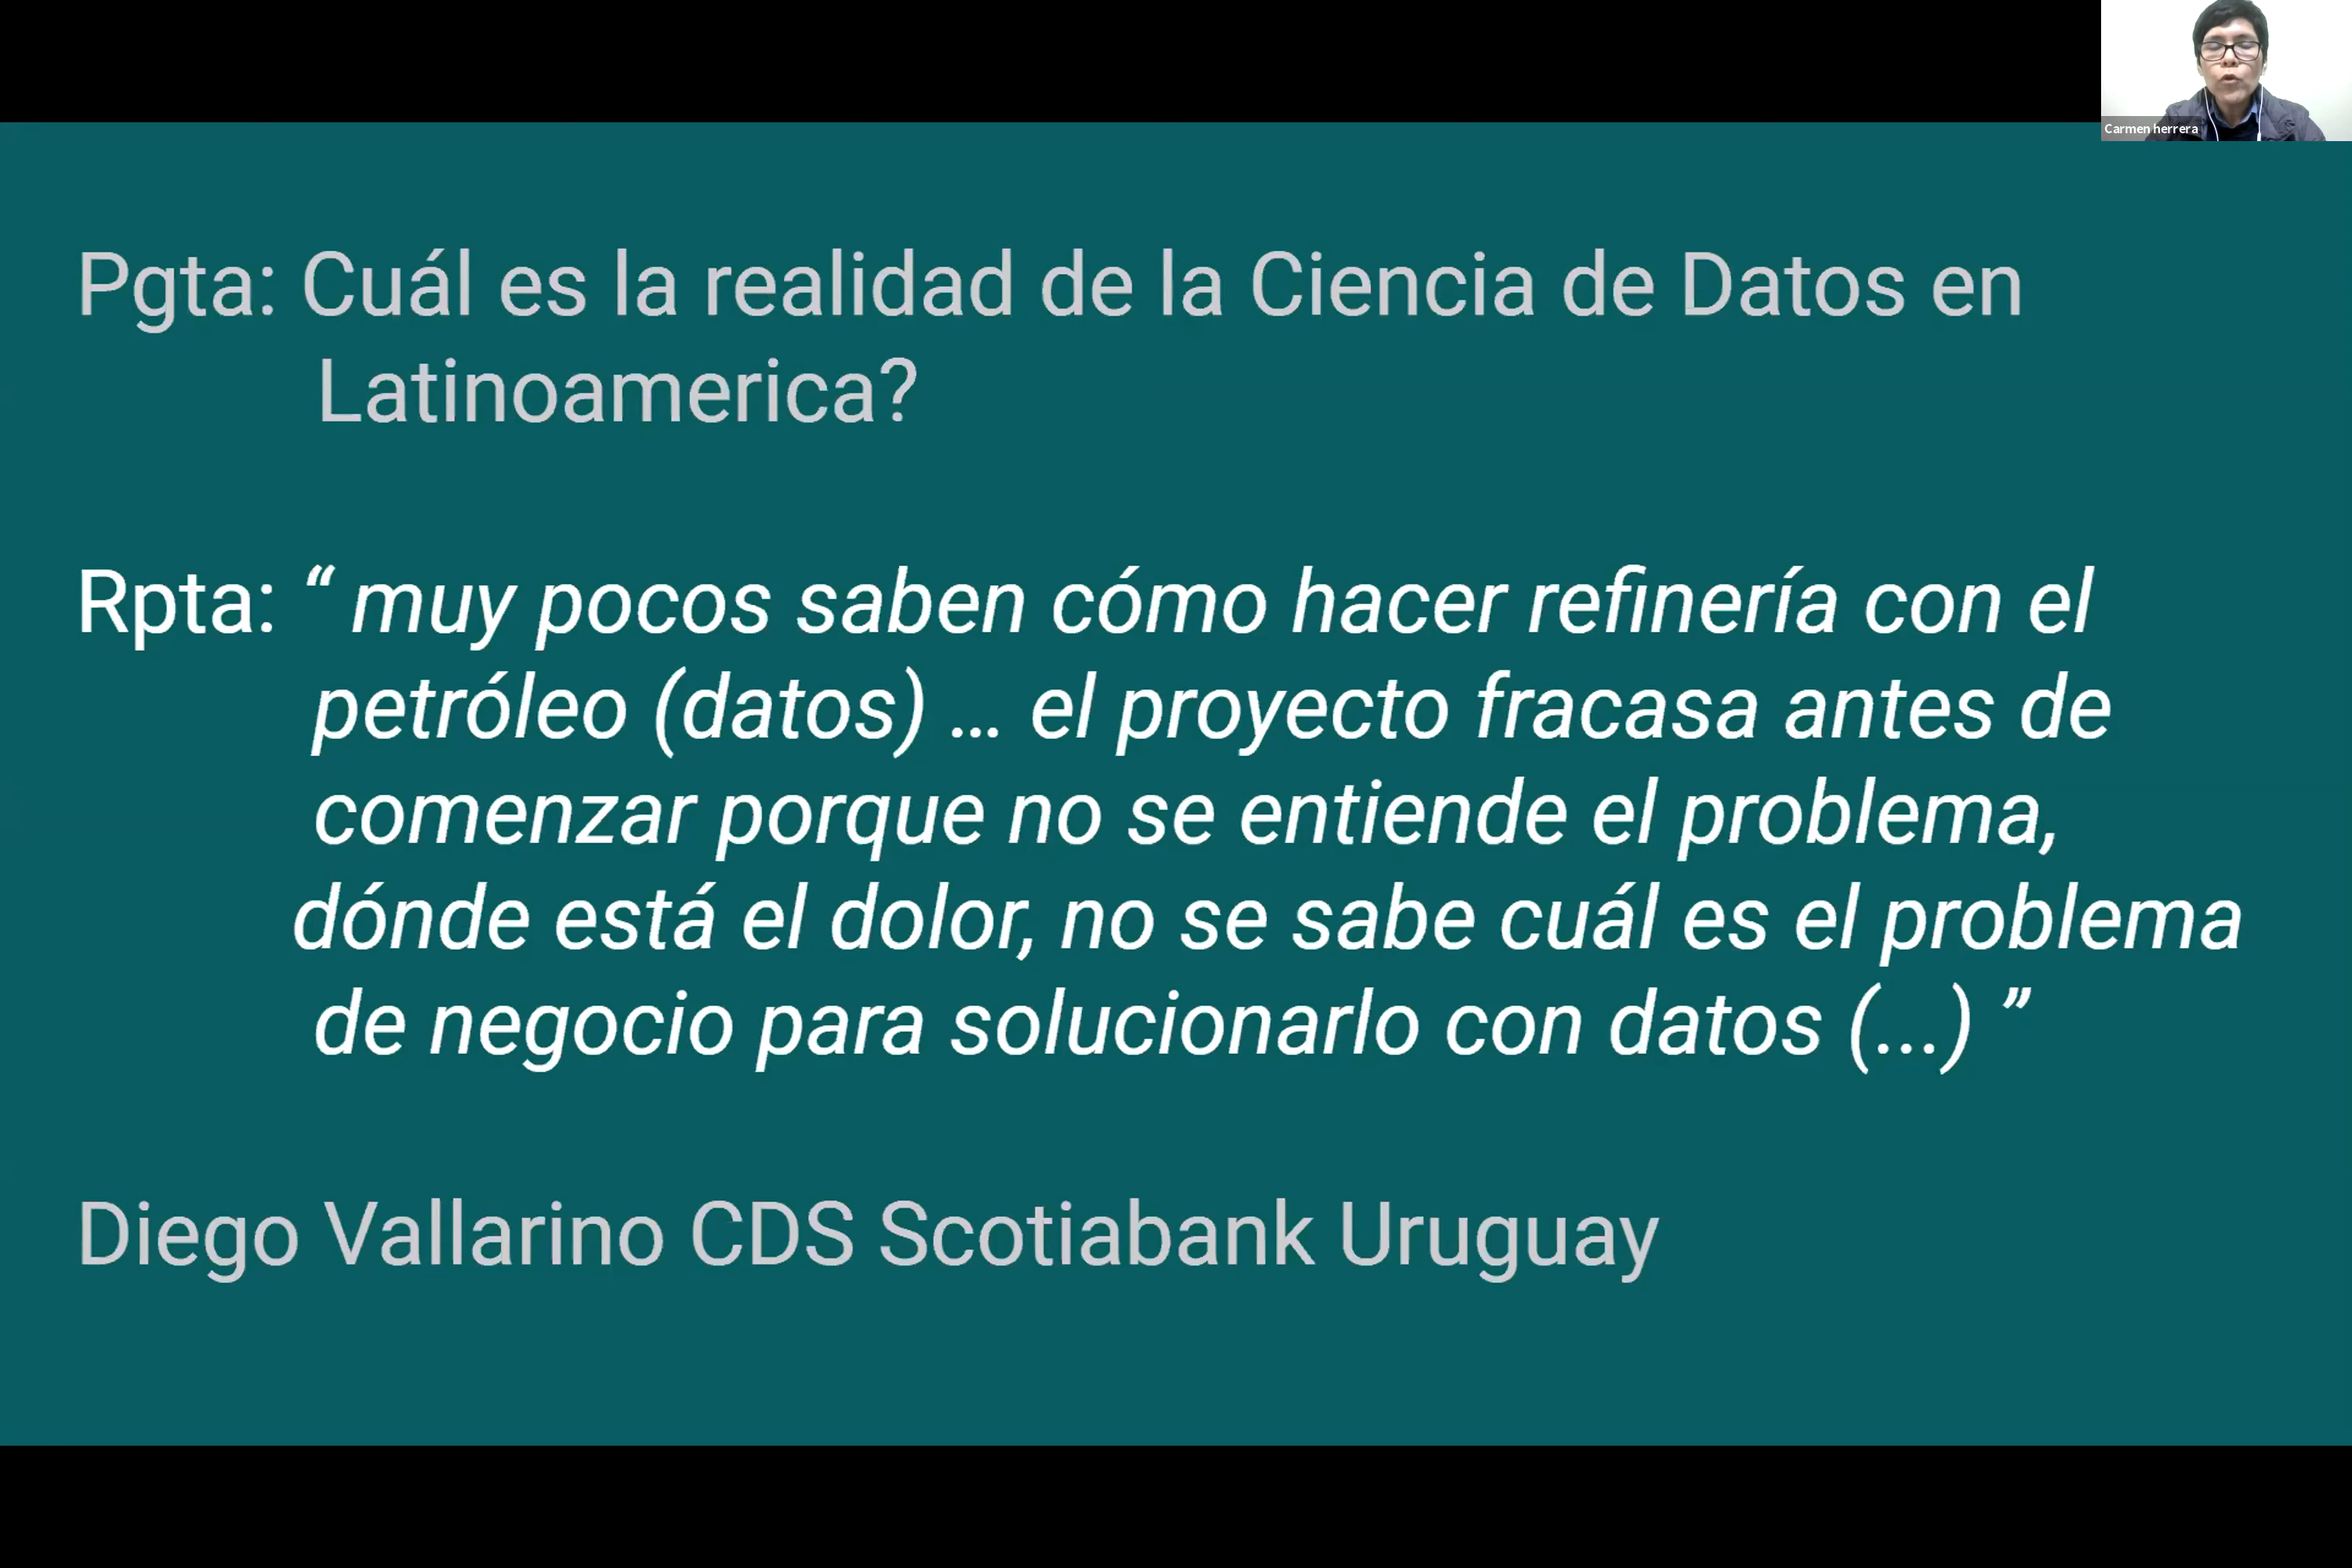 Carmen herrera
Pgta: Cuál es la realidad de la Ciencia de Datos en
Latinoamerica?
Rpta: “ muy pocos saben cómo hacer refinería con el
petróleo (datos) ... el proyecto fracasa antes de
comenzar porque no se entiende el problema,
dónde está el dolor, no se sabe cuál es el problema
de negocio para solucionarlo con datos (...) ”
Diego Vallarino CDS Scotiabank Uruguay